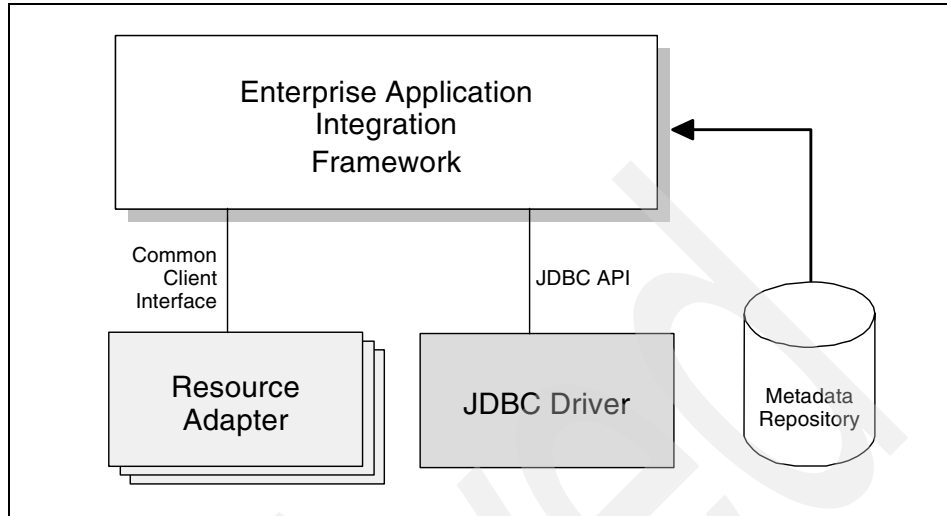 Enterprise Application
Integration
Framework
Common
Client
Interface
JDBC API
Resource
Adapter
JDBC Driver
Metadata
Repository